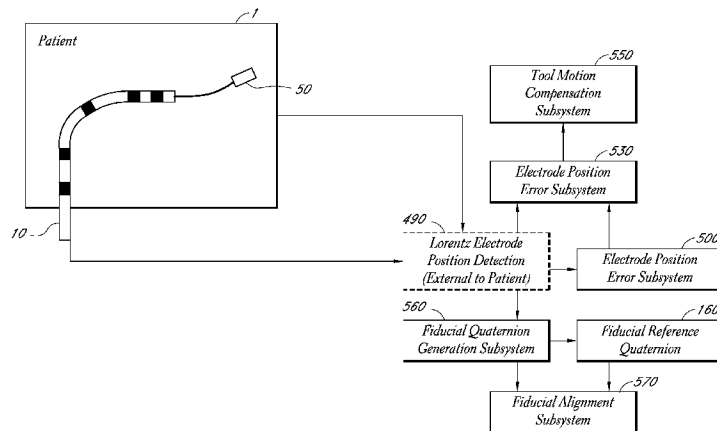 1
Patient
50
10
550
Tool Motion
Compensation
Subsystem
530
Electrode Position
Error Subsystem
490
Lorentz Electrode
Position Detection
(External to Patient)
500
Electrode Position
Error Subsystem
560
Fiducial Quaternion
Generation Subsystem
160
Fiducial Reference
Quaternion
570
Fiducial Alignment
Subsystem